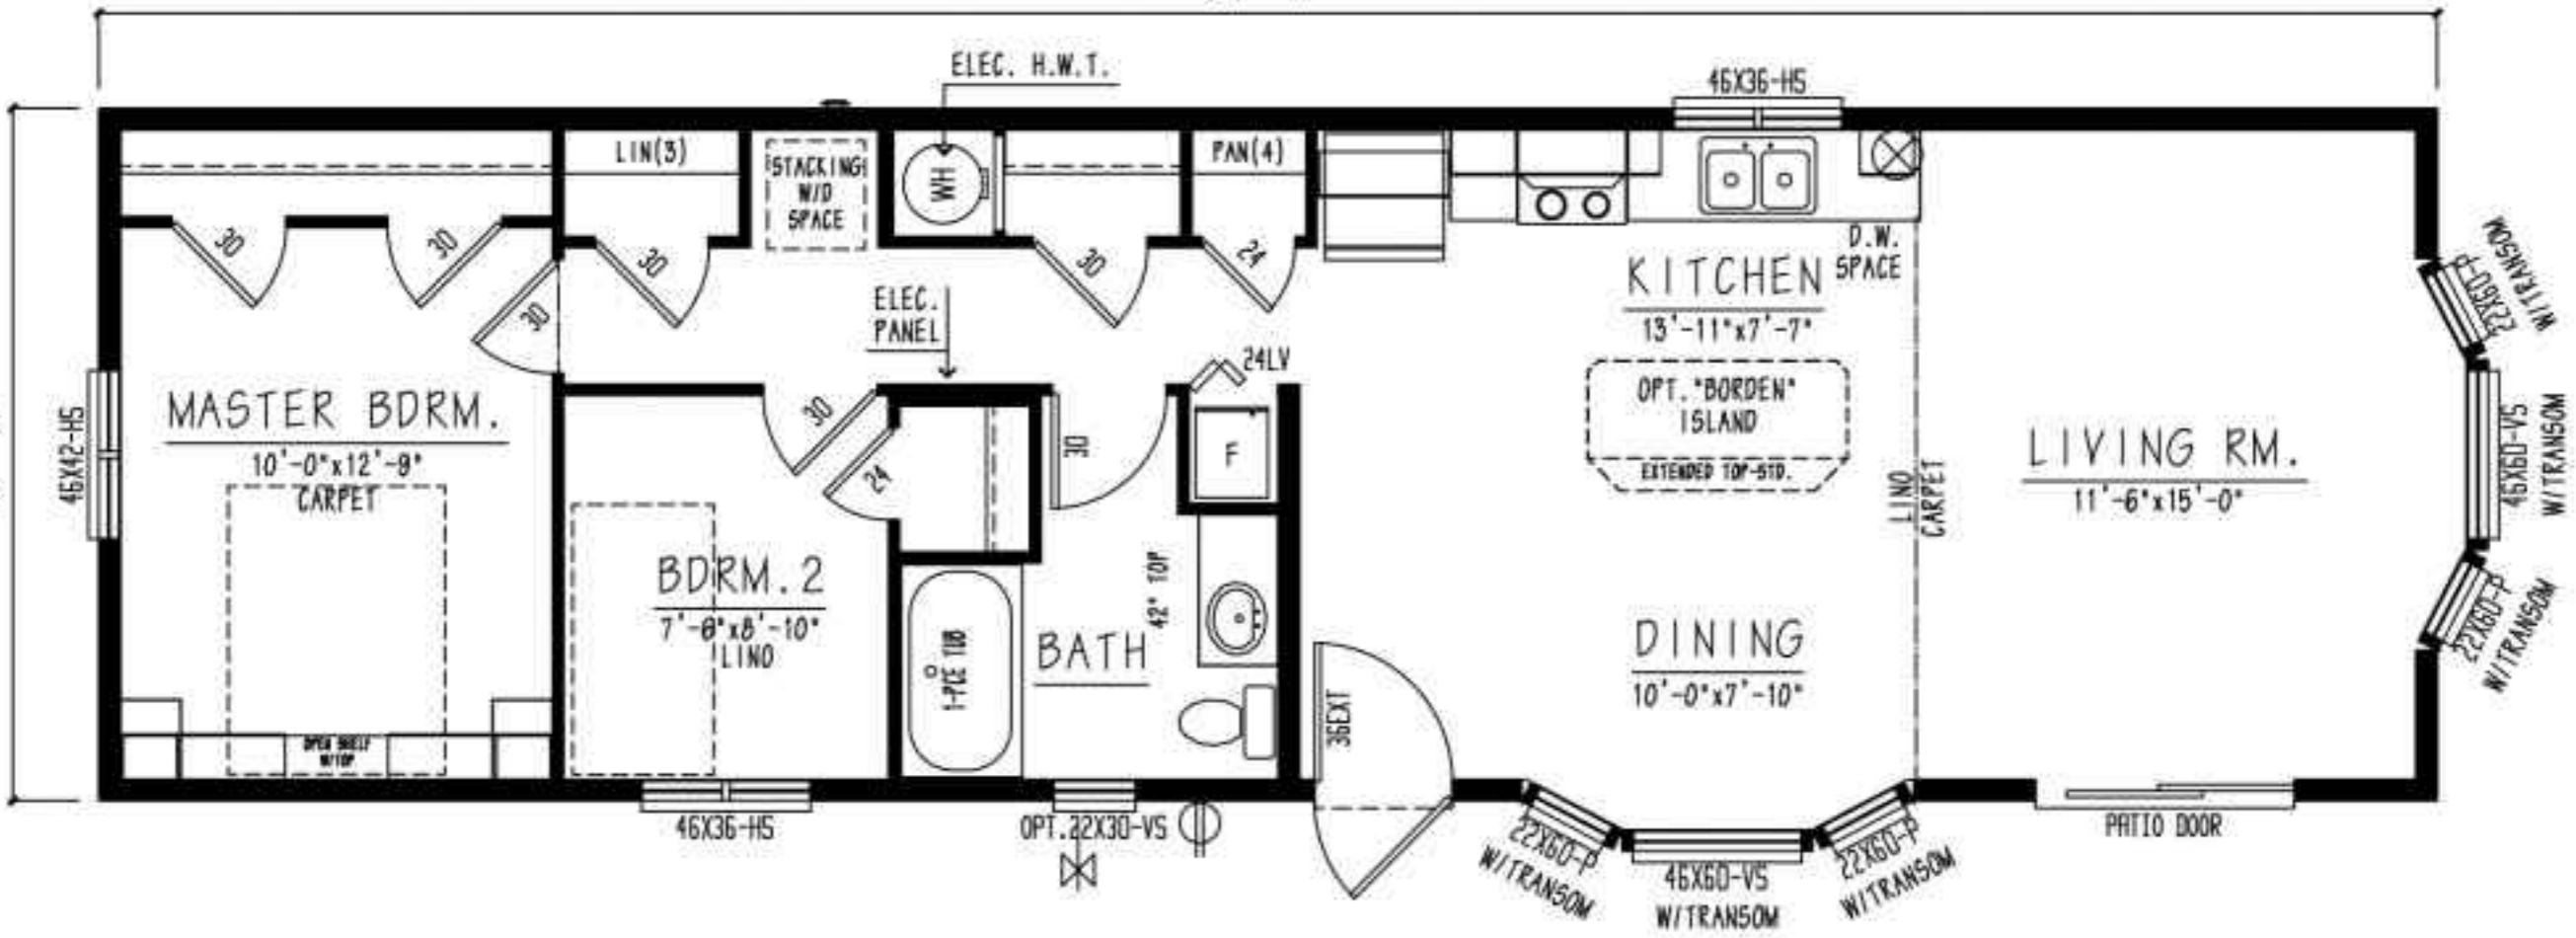 ELEC. H.W.T.
46X36-HS
LIN(3)
STACKING
W/D
SPACE
WH
PAN(4)
30
30
30
30
30
24
D.W.
SPACE
KITCHEN
13'-11"x7'-7"
ELEC.
PANEL
24LV
22X60-P
W/TRANSOM
OPT. "BORDEN"
ISLAND
EXTENDED TOP-STD.
46X42-HS
MASTER BDRM.
10'-0"x12'-9"
CARPET
30
24
30
F
LINO
CARPET
LIVING RM.
11'-6"x15'-0"
46X60-VS
W/TRANSOM
BDRM. 2
8'-10"
LINO
1-PCE TUB
BATH
42" TOP
DINING
10'-0"x7'-10"
22X60-P
W/TRANSOM
36EXT
OPEN SHELF
W/TOP
46X36-HS
OPT.22X30-VS
22X60-P
W/TRANSOM
46X60-VS
W/TRANSOM
22X60-P
W/TRANSOM
PATIO DOOR